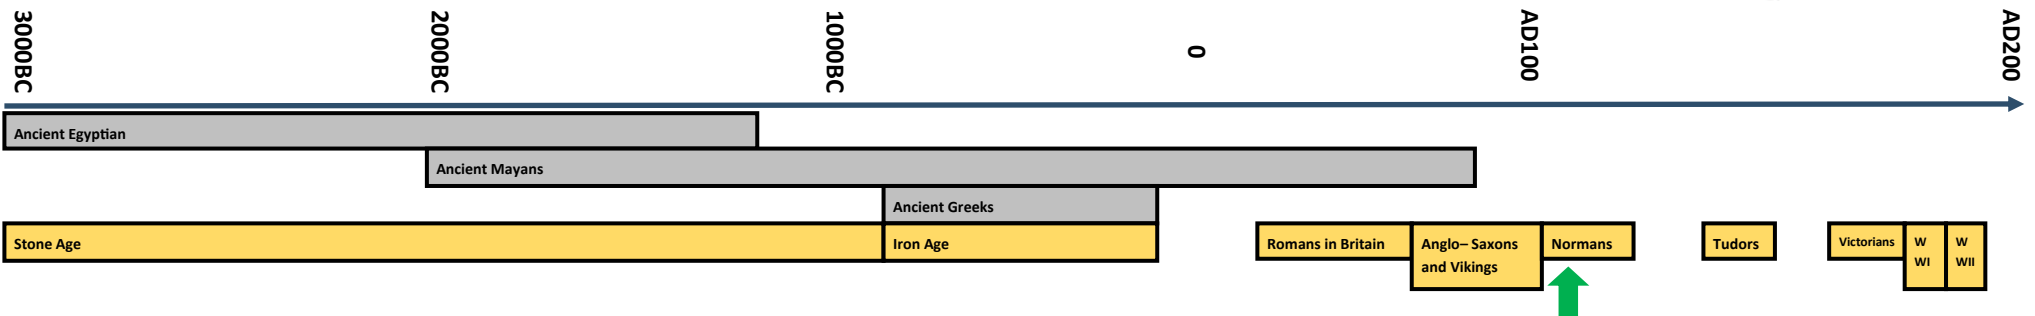 3000BC
2000BC
1000BC
0
AD100
AD200
Ancient Egyptian
Ancient Mayans
Ancient Greeks
Stone Age
Iron Age
Romans in Britain
Anglo– Saxons
and Vikings
Normans
Tudors
Victorians
W
WI
W
WII